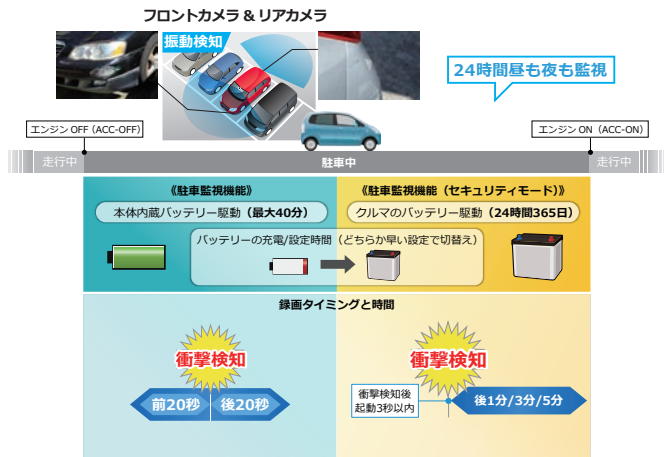 フロントカメラ & リアカメラ
振動検知
24時間昼も夜も監視
エンジン OFF（ACC-OFF）
エンジン ON（ACC-ON）
走行中
駐車中
走行中
《駐車監視機能》
本体内蔵バッテリー駆動（最大40分）
《駐車監視機能（セキュリティモード）》
クルマのバッテリー駆動（24時間365日）
バッテリーの充電/設定時間（どちらか早い設定で切替え）
録画タイミングと時間
衝撃検知
前20秒
後20秒
衝撃検知
衝撃検知後
起動3秒以内
後1分/3分/5分